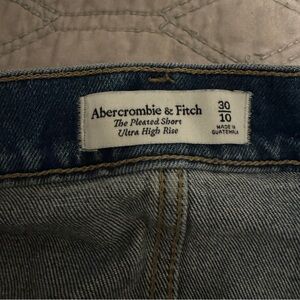 Abercrombie & Fitch
The Pleated Short
Ultra High Rise
30
10
MADE IN
GUATEMALA